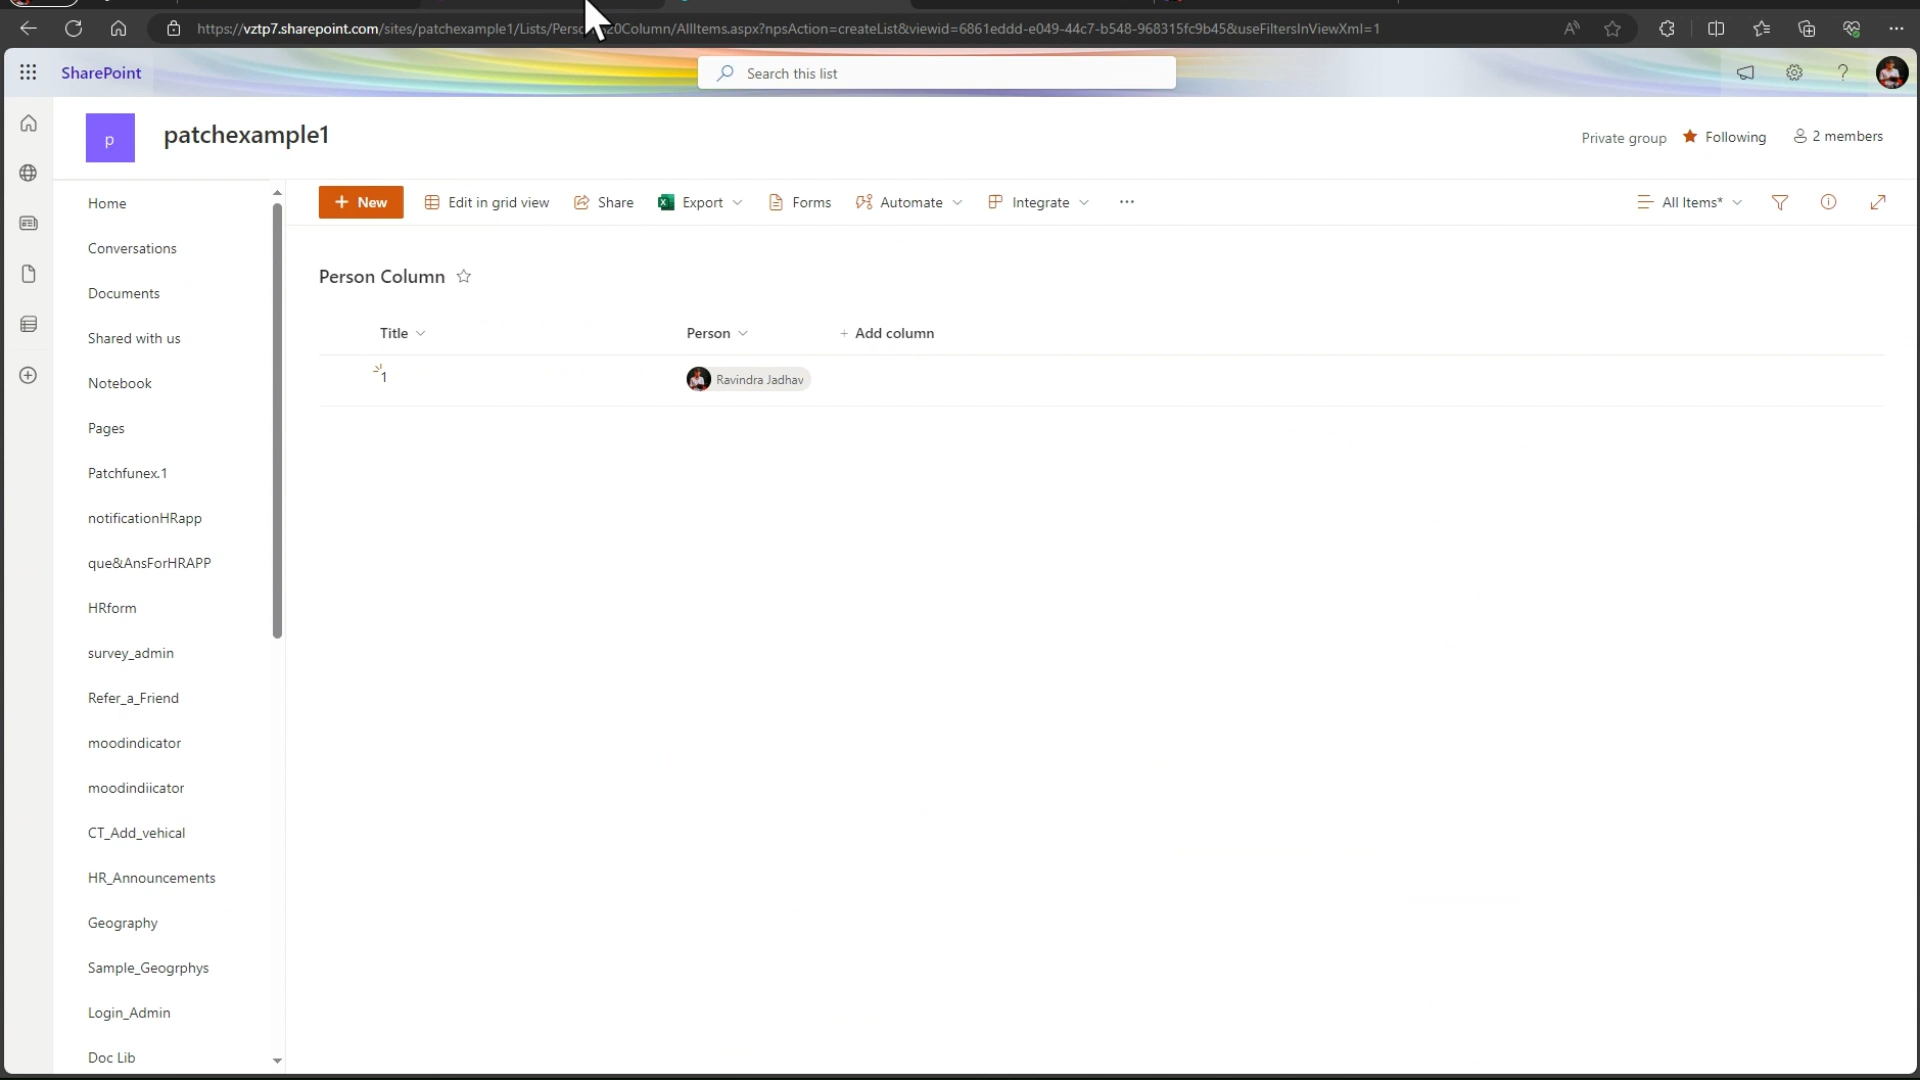 https://vztp7.sharepoint.com/sites/patchexample1/Lists/Perso 20Column/AllItems.aspx?npsAction=createList&viewid=6861eddd-e049-44c7-b548-968315fc9b45&useFiltersInViewXml=1
SharePoint
Search this list
p
patchexample1
Private group
Following
2 members
Home
Conversations
Documents
Shared with us
Notebook
Pages
Patchfunex.1
notificationHRapp
que&AnsForHRAPP
HRform
survey_admin
Refer_a_Friend
moodindicator
moodindiicator
CT_Add_vehical
HR_Announcements
Geography
Sample_Geogrphys
Login_Admin
Doc Lib
+ New
Edit in grid view
Share
Export
Forms
Automate
Integrate
...
All Items*
Person Column
Title
Person
+ Add column
1
Ravindra Jadhav